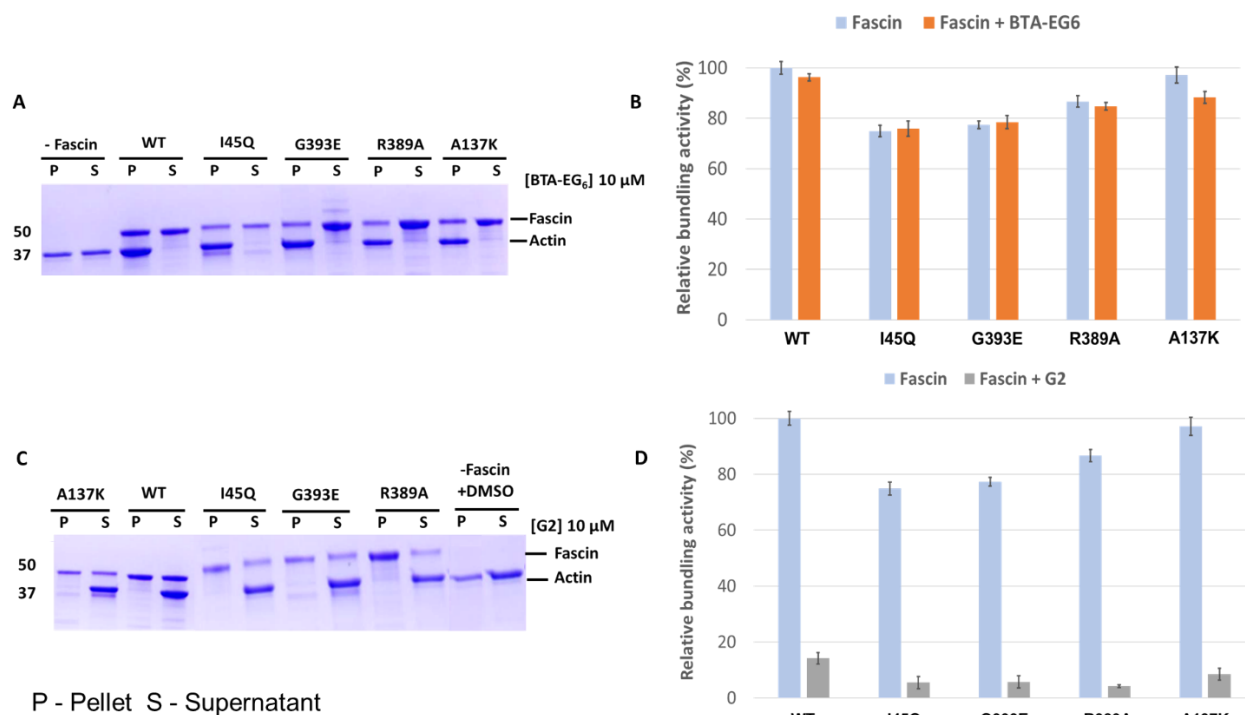 A
- Fascin WT I45Q G393E R389A A137K
P S P S P S P S P S P S
[BTA-EG6] 10 µM
50
37
Fascin
Actin
B
Fascin Fascin + BTA-EG6
Relative bundling activity (%)
100
80
60
40
20
0
WT I45Q G393E R389A A137K
C
A137K WT I45Q G393E R389A -Fascin
+DMSO
P S P S P S P S P S P S
[G2] 10 µM
50
37
Fascin
Actin
D
Fascin Fascin + G2
Relative bundling activity (%)
100
80
60
40
20
0
P - Pellet S - Supernatant